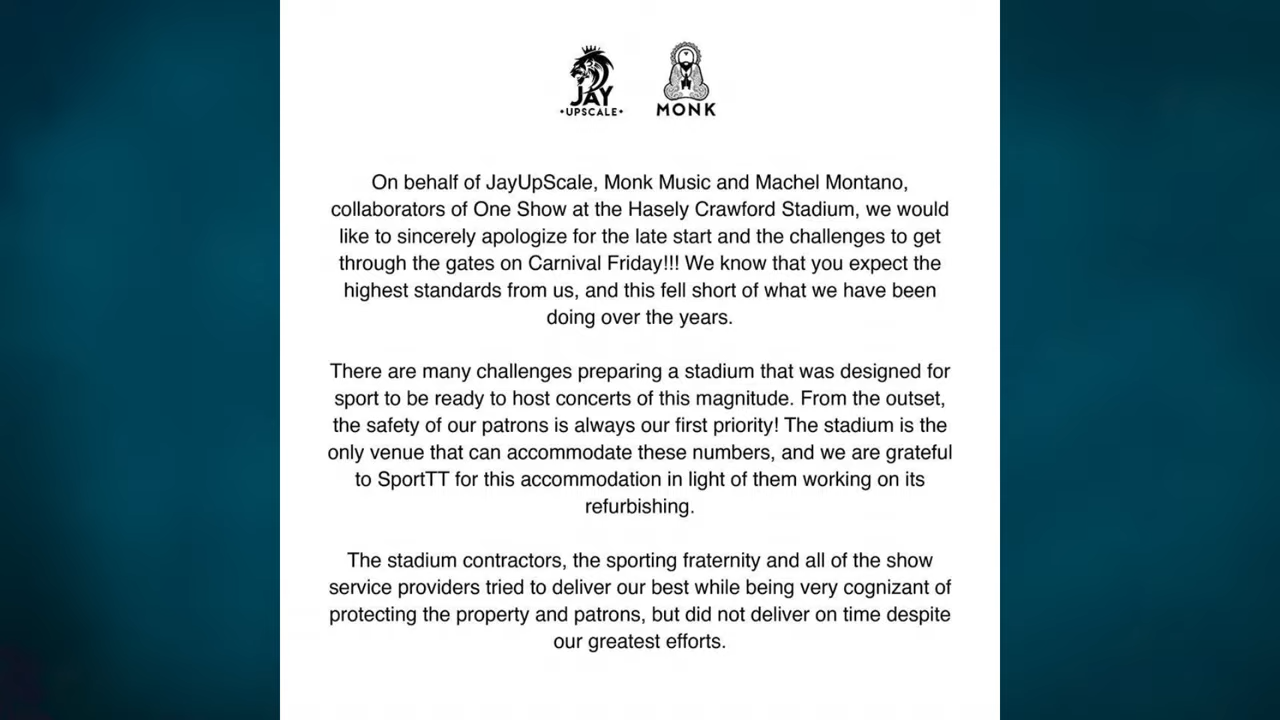 JAY
•UPSCALE•
MONK
On behalf of JayUpScale, Monk Music and Machel Montano,
collaborators of One Show at the Hasely Crawford Stadium, we would
like to sincerely apologize for the late start and the challenges to get
through the gates on Carnival Friday!!! We know that you expect the
highest standards from us, and this fell short of what we have been
doing over the years.
There are many challenges preparing a stadium that was designed for
sport to be ready to host concerts of this magnitude. From the outset,
the safety of our patrons is always our first priority! The stadium is the
only venue that can accommodate these numbers, and we are grateful
to SportTT for this accommodation in light of them working on its
refurbishing.
The stadium contractors, the sporting fraternity and all of the show
service providers tried to deliver our best while being very cognizant of
protecting the property and patrons, but did not deliver on time despite
our greatest efforts.